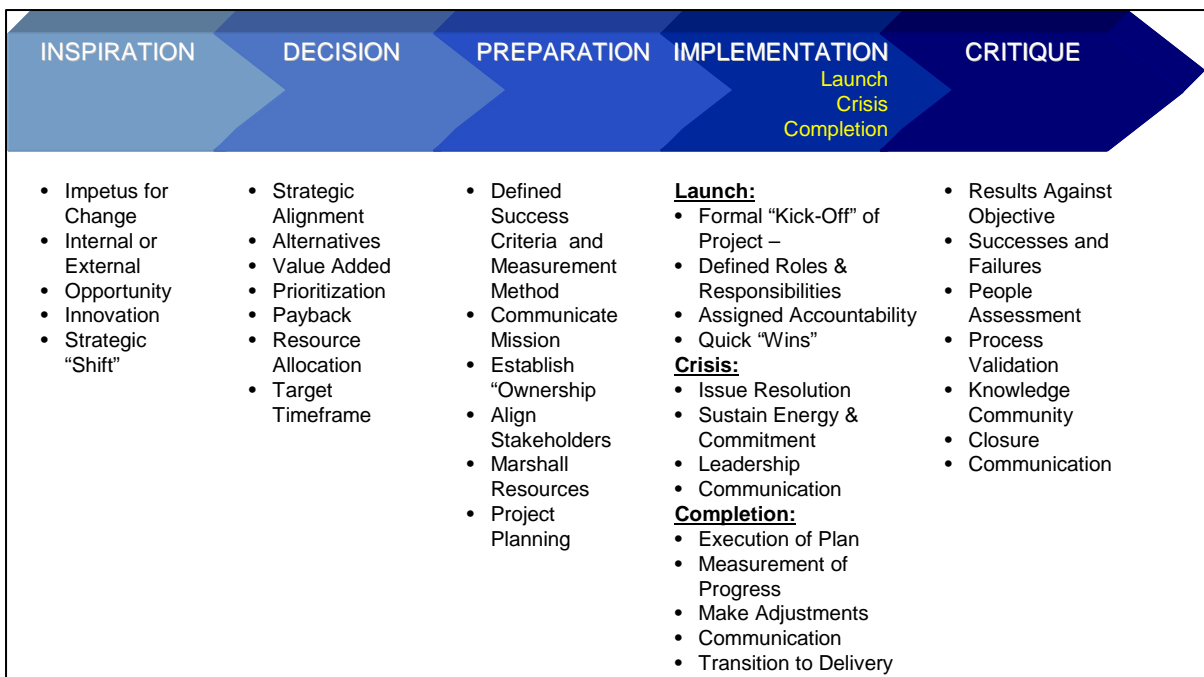 INSPIRATION
DECISION
PREPARATION
IMPLEMENTATION
Launch
Crisis
Completion
CRITIQUE
• Impetus for
Change
• Internal or
External
• Opportunity
• Innovation
• Strategic
“Shift”
• Strategic
Alignment
• Alternatives
• Value Added
• Prioritization
• Payback
• Resource
Allocation
• Target
Timeframe
• Defined
Success
Criteria and
Measurement
Method
• Communicate
Mission
• Establish
“Ownership
• Align
Stakeholders
• Marshall
Resources
• Project
Planning
Launch:
• Formal “Kick-Off” of
Project –
• Defined Roles &
Responsibilities
• Assigned Accountability
• Quick “Wins”
Crisis:
• Issue Resolution
• Sustain Energy &
Commitment
• Leadership
• Communication
Completion:
• Execution of Plan
• Measurement of
Progress
• Make Adjustments
• Communication
• Transition to Delivery
• Results Against
Objective
• Successes and
Failures
• People
Assessment
• Process
Validation
• Knowledge
Community
• Closure
• Communication